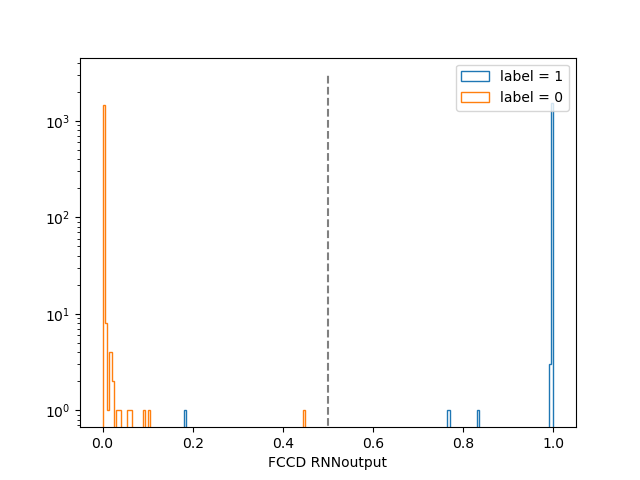 label = 1
label = 0
10³
10²
10¹
10⁰
0.0 0.2 0.4 0.6 0.8 1.0
FCCD RNNoutput